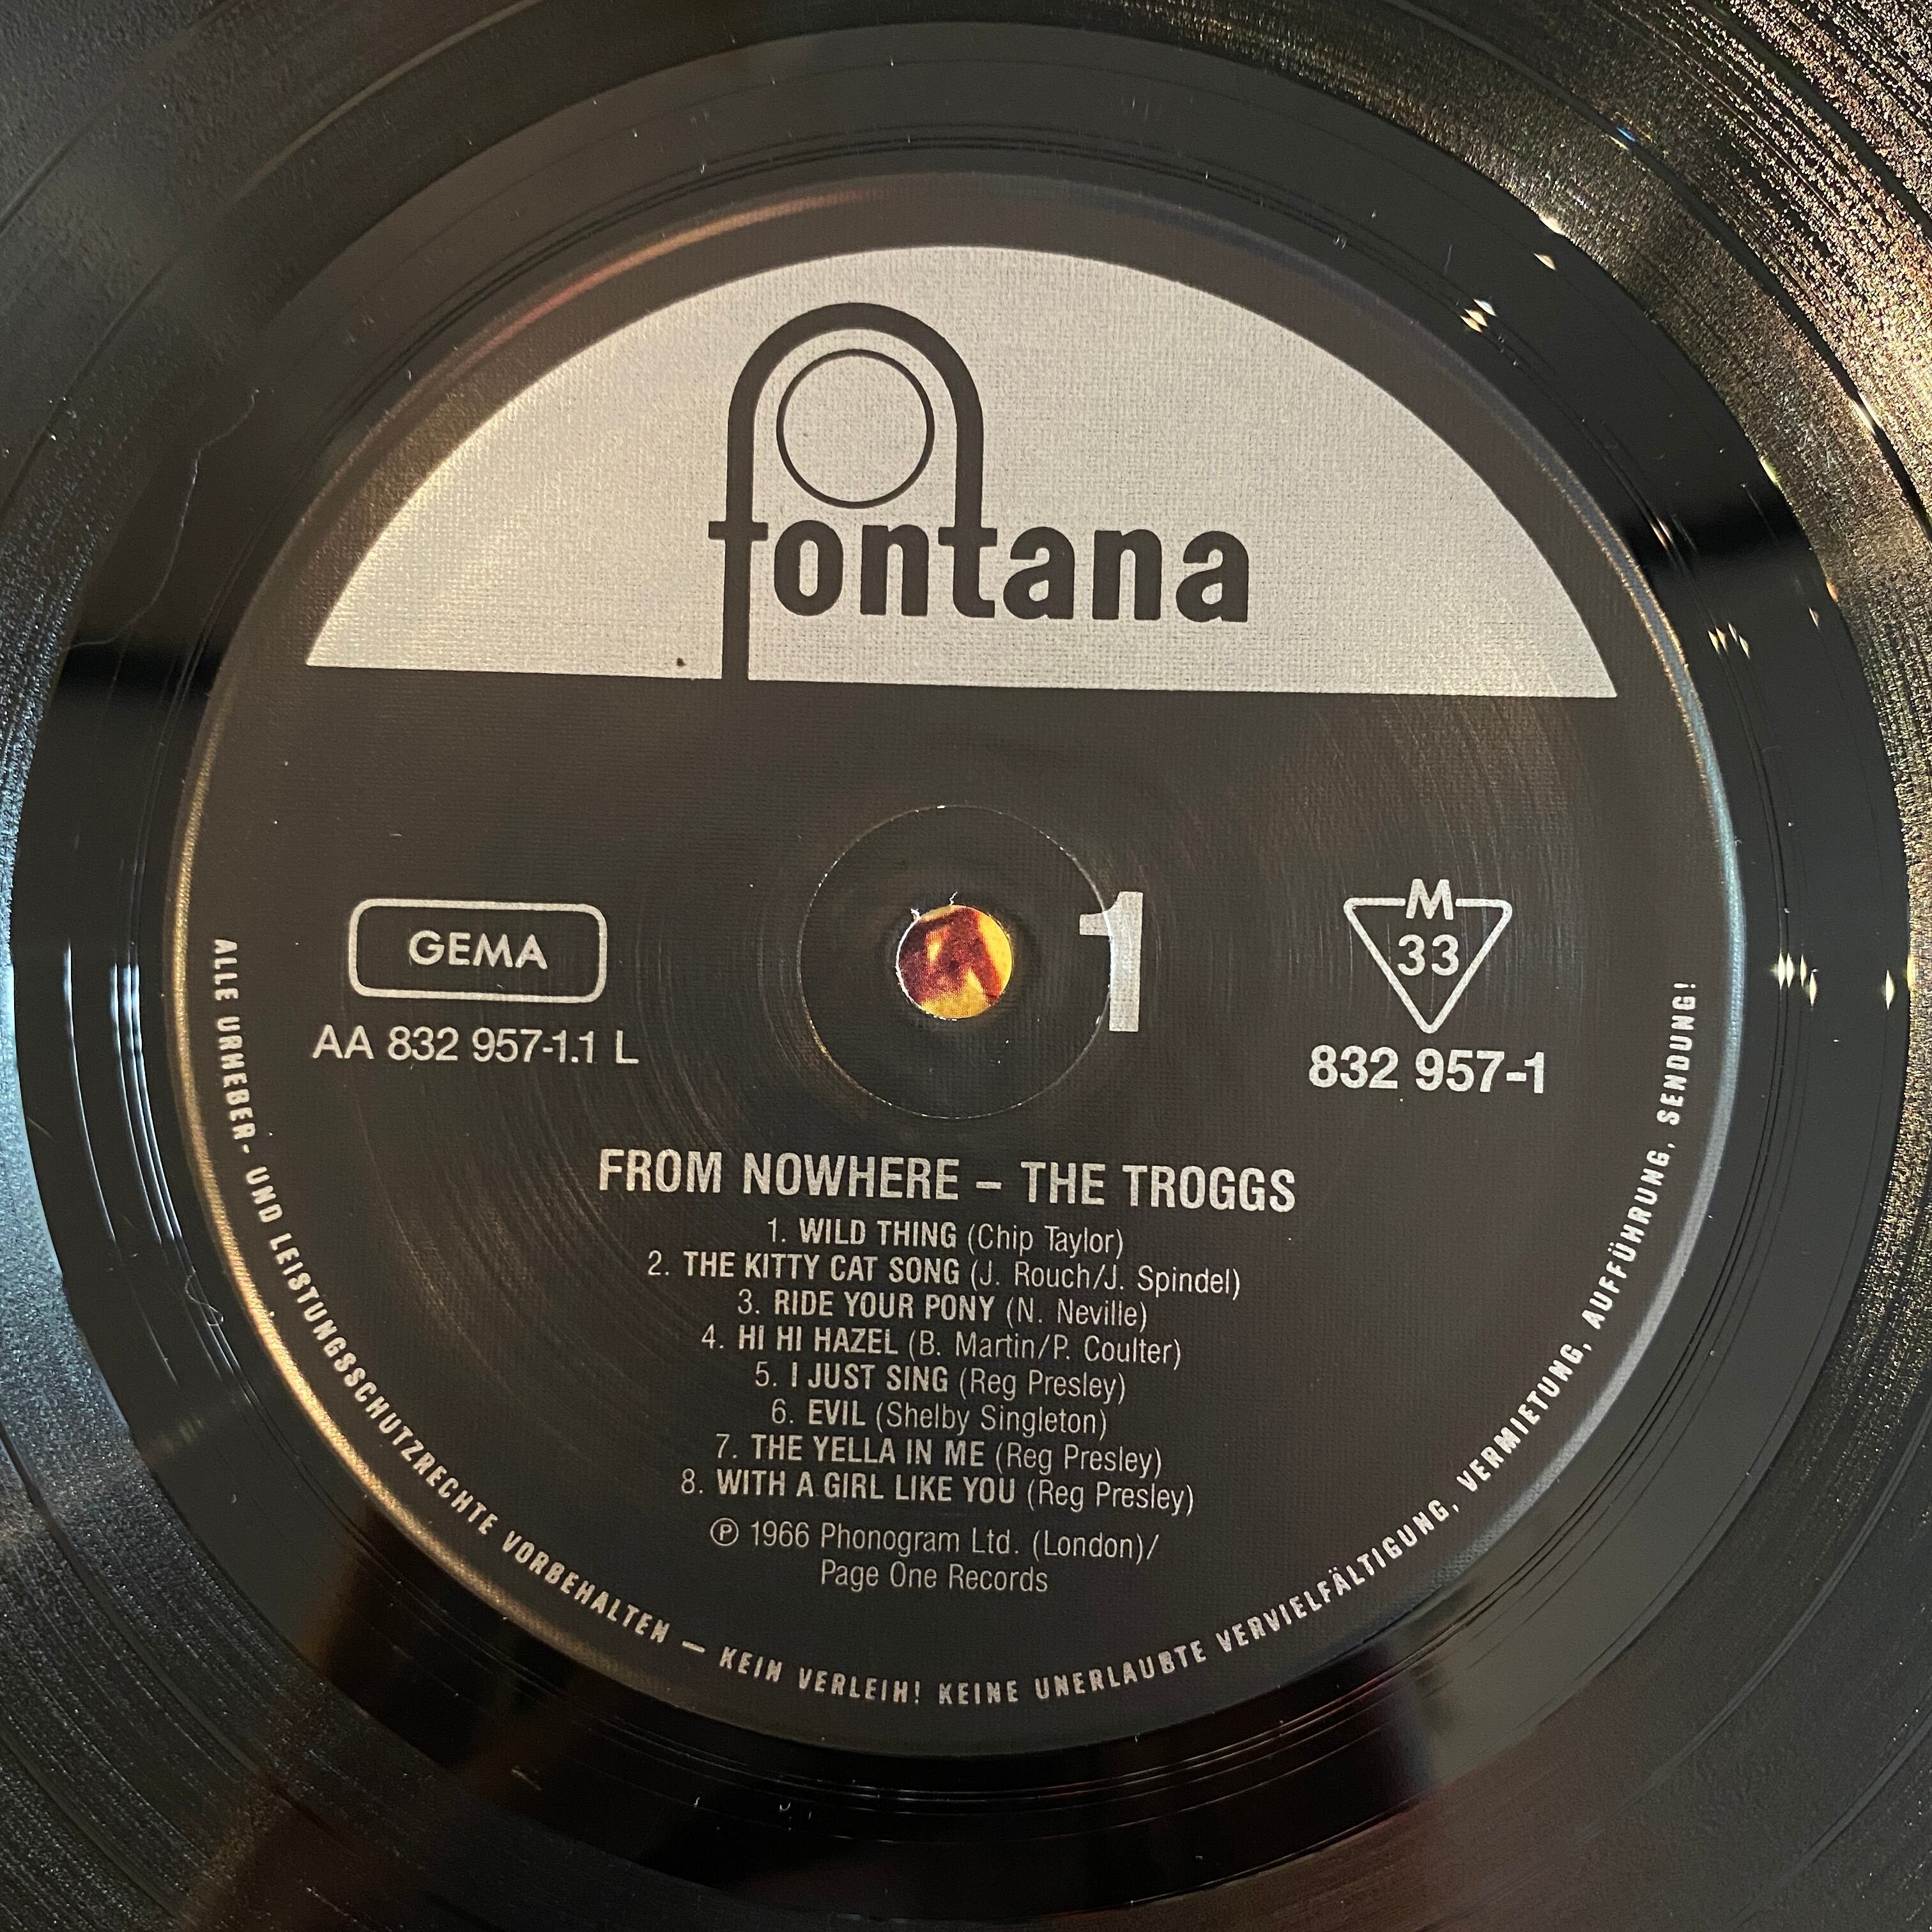 fontana
GEMA
AA 832 957-1.1 L
1
M
33
832 957-1
FROM NOWHERE – THE TROGGS
1. WILD THING (Chip Taylor)
2. THE KITTY CAT SONG (J. Rouch/J. Spindel)
3. RIDE YOUR PONY (N. Neville)
4. HI HI HAZEL (B. Martin/P. Coulter)
5. I JUST SING (Reg Presley)
6. EVIL (Shelby Singleton)
7. THE YELLA IN ME (Reg Presley)
8. WITH A GIRL LIKE YOU (Reg Presley)
Ⓟ 1966 Phonogram Ltd. (London)/
Page One Records
ALLE URHEBER- UND LEISTUNGSSCHUTZRECHTE VORBEHALTEN – KEIN VERLEIH! KEINE UNERLAUBTE VERVIELFÄLTIGUNG, VERMIETUNG, AUFFÜHRUNG, SENDUNG!